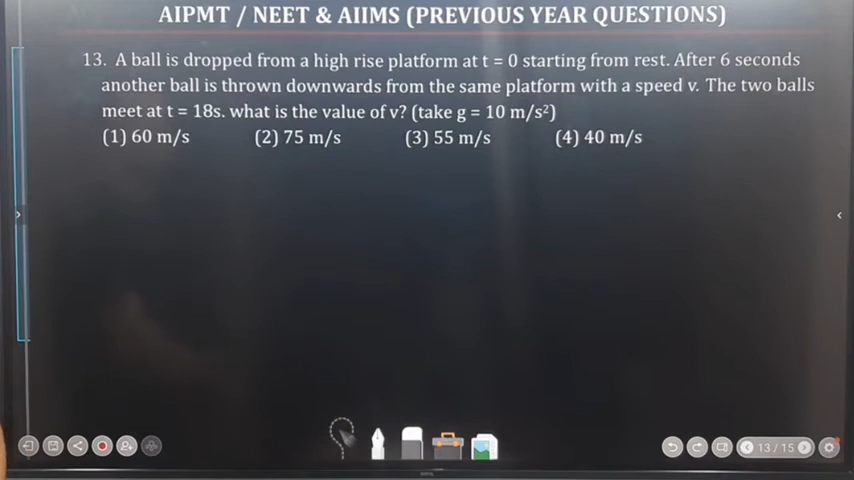 AIPMT / NEET & AIIMS (PREVIOUS YEAR QUESTIONS)
13. A ball is dropped from a high rise platform at t = 0 starting from rest. After 6 seconds
another ball is thrown downwards from the same platform with a speed v. The two balls
meet at t = 18s. what is the value of v? (take g = 10 m/s²)
(1) 60 m/s (2) 75 m/s (3) 55 m/s (4) 40 m/s
13 / 15